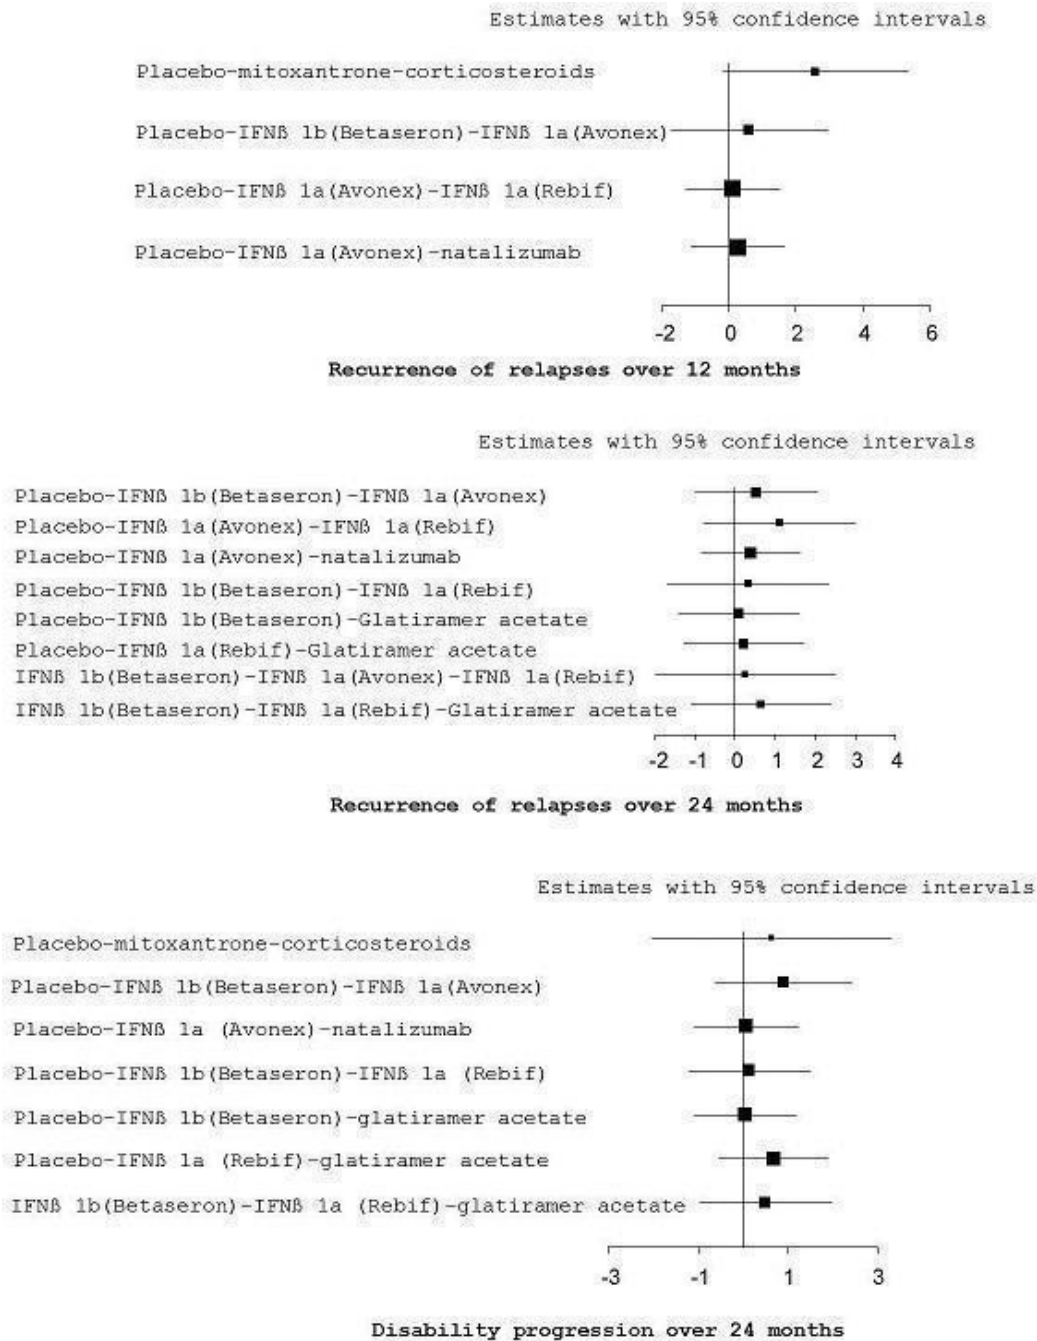 Estimates with 95% confidence intervals
Placebo-mitoxantrone-corticosteroids
Placebo-IFNß 1b(Betaseron)-IFNß 1a(Avonex)
Placebo-IFNß 1a(Avonex)-IFNß 1a(Rebif)
Placebo-IFNß 1a(Avonex)-natalizumab
-2 0 2 4 6
Recurrence of relapses over 12 months
Estimates with 95% confidence intervals
Placebo-IFNß 1b(Betaseron)-IFNß 1a(Avonex)
Placebo-IFNß 1a(Avonex)-IFNß 1a(Rebif)
Placebo-IFNß 1a(Avonex)-natalizumab
Placebo-IFNß 1b(Betaseron)-IFNß 1a(Rebif)
Placebo-IFNß 1b(Betaseron)-Glatiramer acetate
Placebo-IFNß 1a(Rebif)-Glatiramer acetate
IFNß 1b(Betaseron)-IFNß 1a(Avonex)-IFNß 1a(Rebif)
IFNß 1b(Betaseron)-IFNß 1a(Rebif)-Glatiramer acetate
-2 -1 0 1 2 3 4
Recurrence of relapses over 24 months
Estimates with 95% confidence intervals
Placebo-mitoxantrone-corticosteroids
Placebo-IFNß 1b(Betaseron)-IFNß 1a(Avonex)
Placebo-IFNß 1a (Avonex)-natalizumab
Placebo-IFNß 1b(Betaseron)-IFNß 1a (Rebif)
Placebo-IFNß 1b(Betaseron)-glatiramer acetate
Placebo-IFNß 1a (Rebif)-glatiramer acetate
IFNß 1b(Betaseron)-IFNß 1a (Rebif)-glatiramer acetate
-3 -1 1 3
Disability progression over 24 months